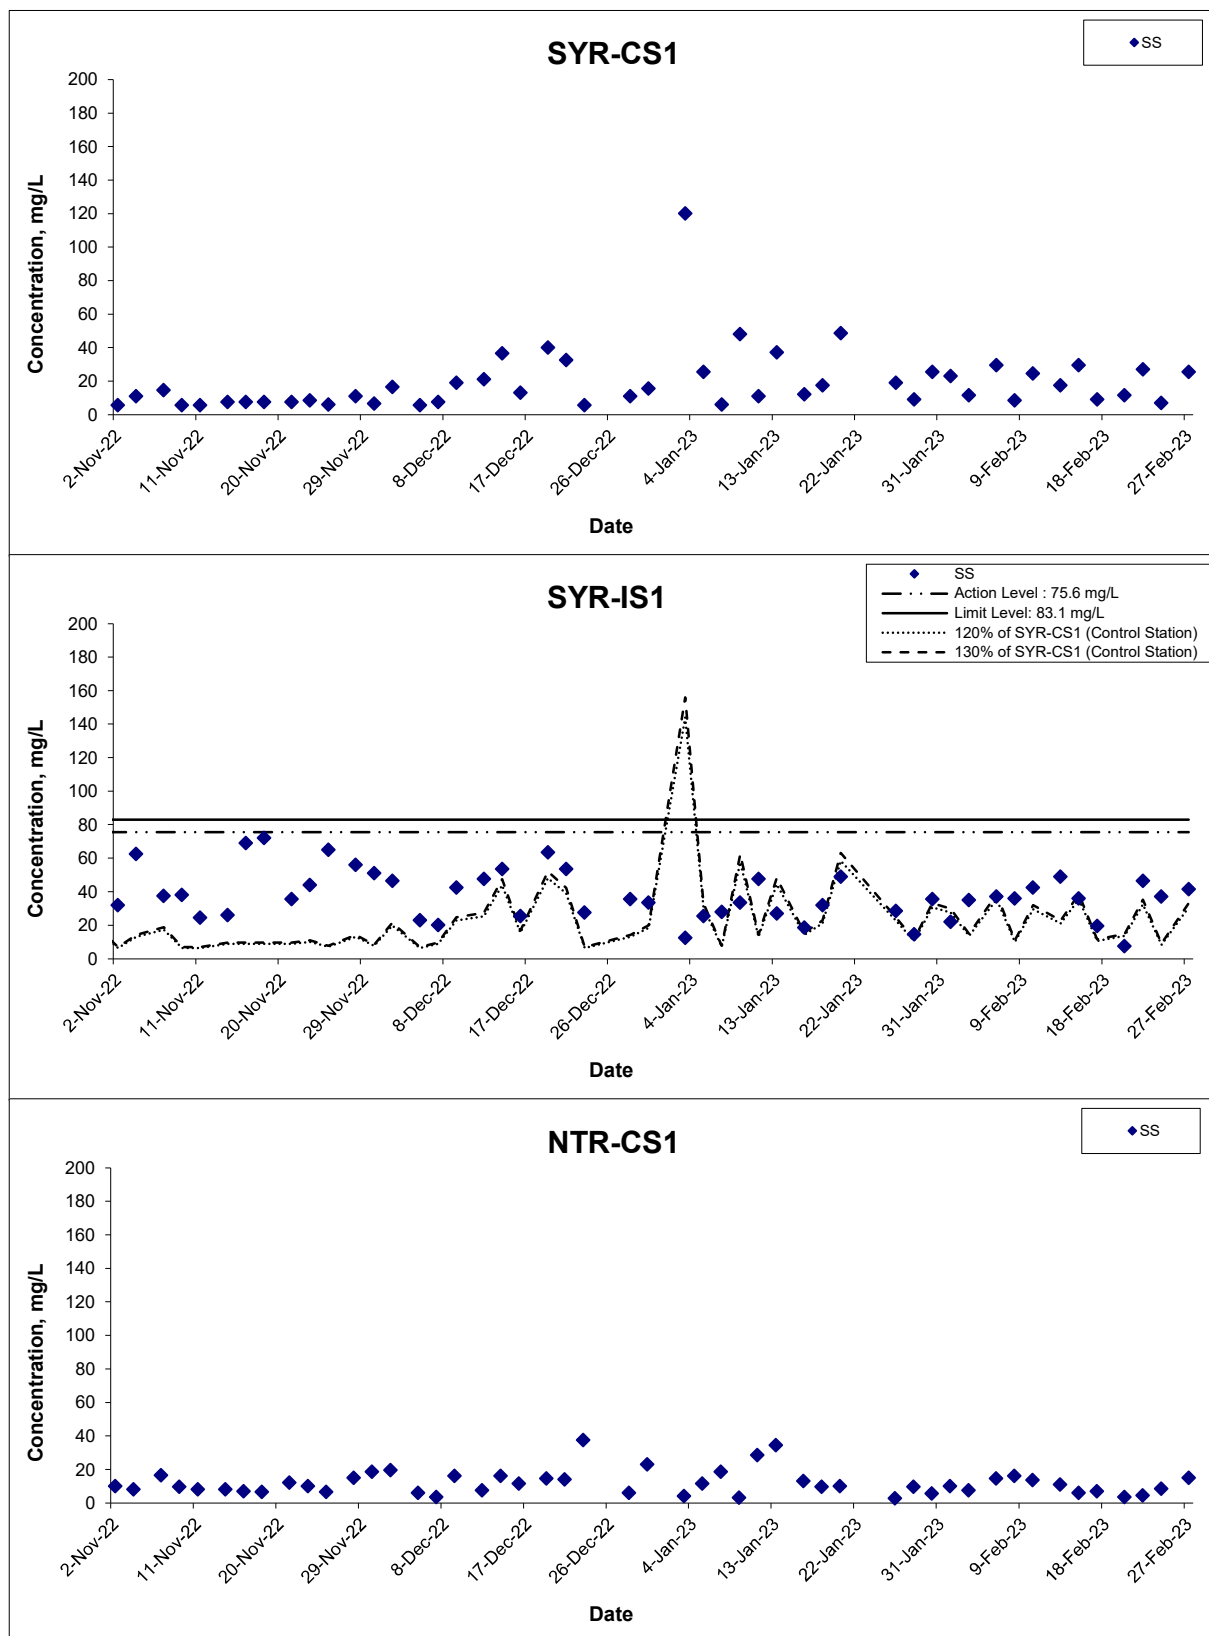 SYR-CS1
SS
200
180
160
140
120
100
80
60
40
20
0
Concentration, mg/L
2-Nov-22
11-Nov-22
20-Nov-22
29-Nov-22
8-Dec-22
17-Dec-22
26-Dec-22
4-Jan-23
13-Jan-23
22-Jan-23
31-Jan-23
9-Feb-23
18-Feb-23
27-Feb-23
Date
SYR-IS1
SS
Action Level : 75.6 mg/L
Limit Level: 83.1 mg/L
120% of SYR-CS1 (Control Station)
130% of SYR-CS1 (Control Station)
200
180
160
140
120
100
80
60
40
20
0
Concentration, mg/L
2-Nov-22
11-Nov-22
20-Nov-22
29-Nov-22
8-Dec-22
17-Dec-22
26-Dec-22
4-Jan-23
13-Jan-23
22-Jan-23
31-Jan-23
9-Feb-23
18-Feb-23
27-Feb-23
Date
NTR-CS1
SS
200
180
160
140
120
100
80
60
40
20
0
Concentration, mg/L
2-Nov-22
11-Nov-22
20-Nov-22
29-Nov-22
8-Dec-22
17-Dec-22
26-Dec-22
4-Jan-23
13-Jan-23
22-Jan-23
31-Jan-23
9-Feb-23
18-Feb-23
27-Feb-23
Date